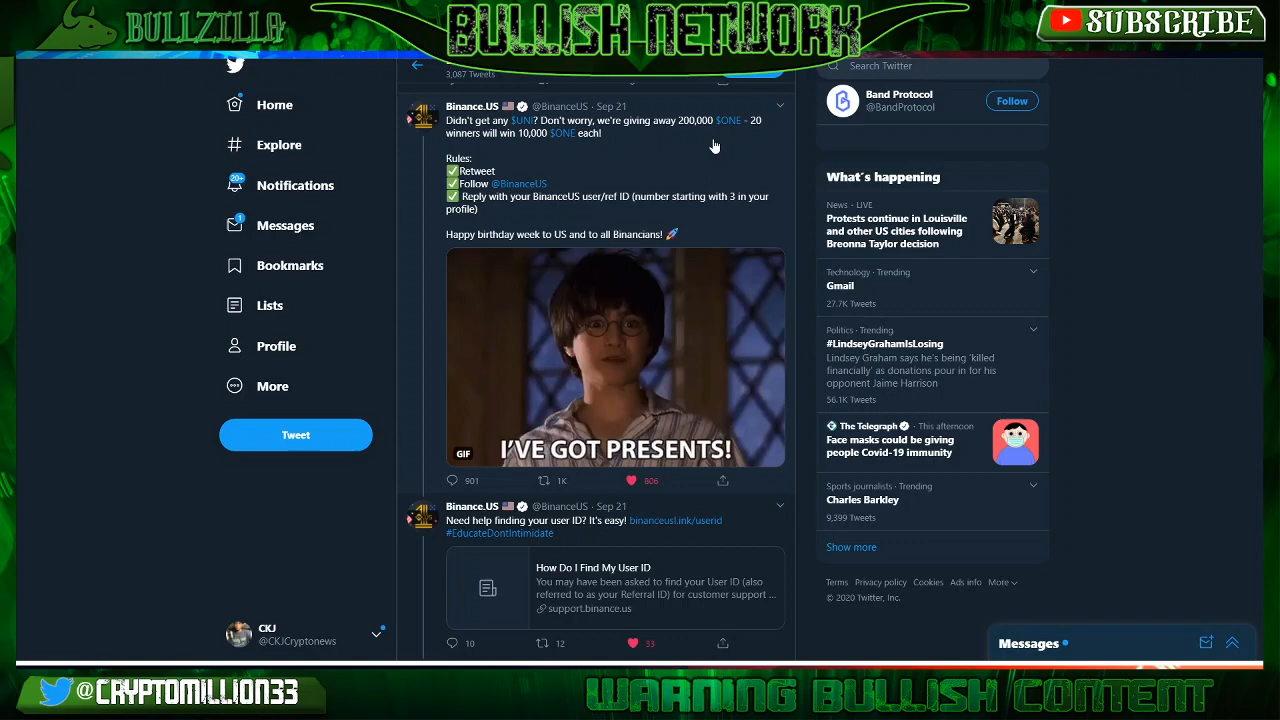 BULLZILLA
BULLISH NETWORK
SUBSCRIBE
3,087 Tweets
Home
Explore
20+
Notifications
1
Messages
Bookmarks
Lists
Profile
More
Tweet
CKJ
@CKJCryptonews
Binance.US 🇺🇸 @BinanceUS · Sep 21
Didn't get any $UNI? Don't worry, we're giving away 200,000 $ONE - 20
winners will win 10,000 $ONE each!
Rules:
✅Retweet
✅Follow @BinanceUS
✅ Reply with your BinanceUS user/ref ID (number starting with 3 in your
profile)
Happy birthday week to US and to all Binancians! 🚀
I'VE GOT PRESENTS!
GIF
901 1K 806
Binance.US 🇺🇸 @BinanceUS · Sep 21
Need help finding your user ID? It's easy! binanceus1.ink/userid
#EducateDontIntimidate
How Do I Find My User ID
You may have been asked to find your User ID (also
referred to as your Referral ID) for customer support ...
support.binance.us
10 12 33
Search Twitter
Band Protocol
@BandProtocol
Follow
What's happening
News · LIVE
Protests continue in Louisville
and other US cities following
Breonna Taylor decision
Technology · Trending
Gmail
27.7K Tweets
Politics · Trending
#LindseyGrahamIsLosing
Lindsey Graham says he's being 'killed
financially' as donations pour in for his
opponent Jaime Harrison
56.1K Tweets
The Telegraph · This afternoon
Face masks could be giving
people Covid-19 immunity
Sports journalists · Trending
Charles Barkley
9,399 Tweets
Show more
Terms Privacy policy Cookies Ads info More
© 2020 Twitter, Inc.
Messages
@CRYPTOMILLION33
WARNING BULLISH CONTENT